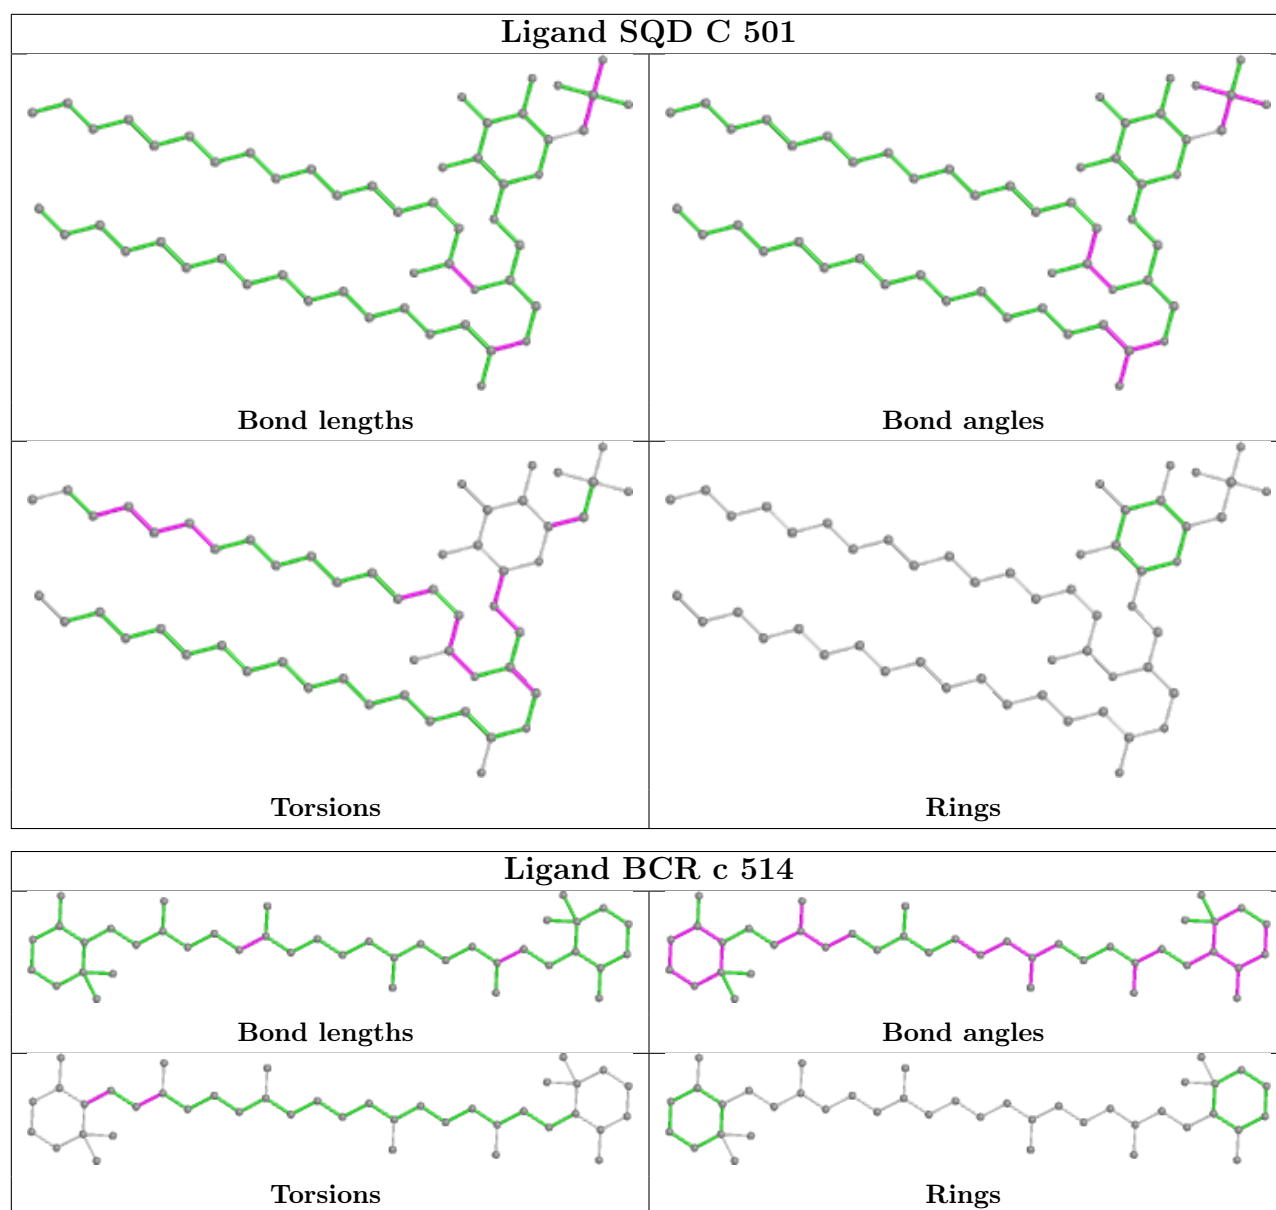 Ligand SQD C 501
Bond lengths
Bond angles
Torsions
Rings
Ligand BCR c 514
Bond lengths
Bond angles
Torsions
Rings